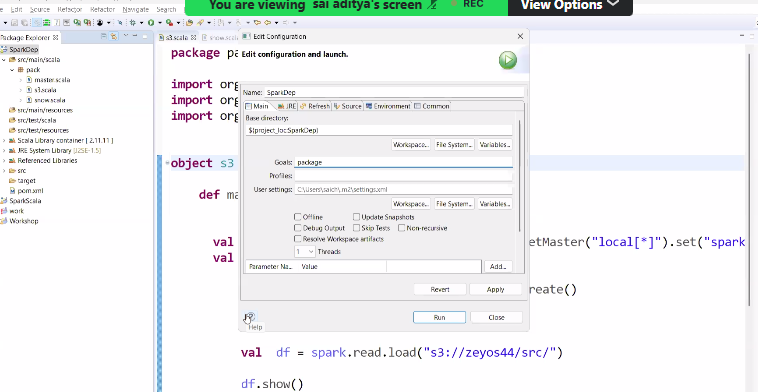 You are viewing sai aditya's screen
REC
View Options
Edit Source Refactor Refactor Navigate Search
Package Explorer
SparkDep
src/main/scala
pack
master.scala
s3.scala
snow.scala
src/main/resources
src/test/scala
src/test/resources
Scala Library container [ 2.11.11 ]
JRE System Library [J2SE-1.5]
Referenced Libraries
src
target
pom.xml
SparkScala
work
Workshop
s3.scala
snow.scala
package
import org
import org
import org
object s3
def ma
val
val
etMaster("local[*]").set("spark
reate()
val df = spark.read.load("s3://zeyos44/src/")
df.show()
Edit Configuration
Edit configuration and launch.
Name: SparkDep
Main JRE Refresh Source Environment Common
Base directory:
${project_loc:SparkDep}
Workspace... File System... Variables...
Goals: package
Profiles:
User settings: C:\Users\saich\.m2\settings.xml
Workspace... File System... Variables...
Offline Update Snapshots
Debug Output Skip Tests Non-recursive
Resolve Workspace artifacts
1 Threads
Parameter Na... Value Add...
Revert Apply
Run Close
Help